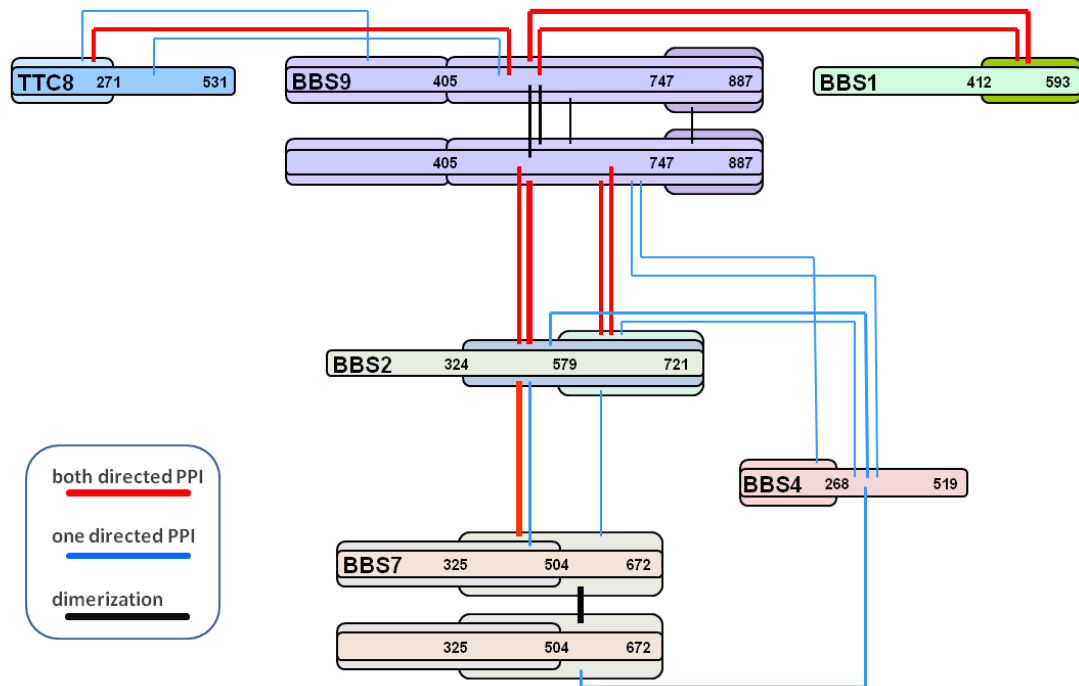 TTC8 271 531
BBS9 405 747 887
BBS1 412 593
405 747 887
BBS2 324 579 721
BBS4 268 519
both directed PPI
one directed PPI
dimerization
BBS7 325 504 672
325 504 672